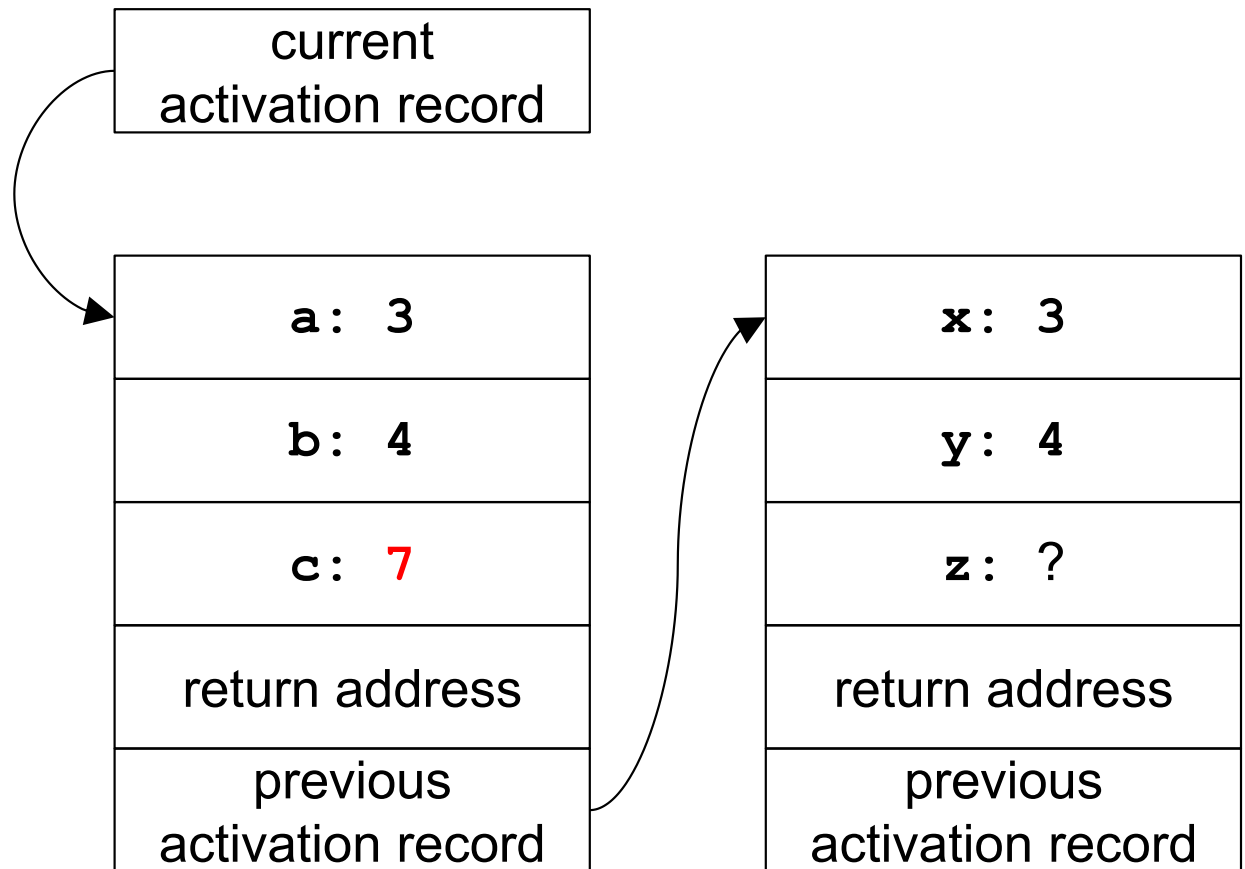 current
activation record
a: 3
b: 4
c: 7
return address
previous
activation record
x: 3
y: 4
z: ?
return address
previous
activation record